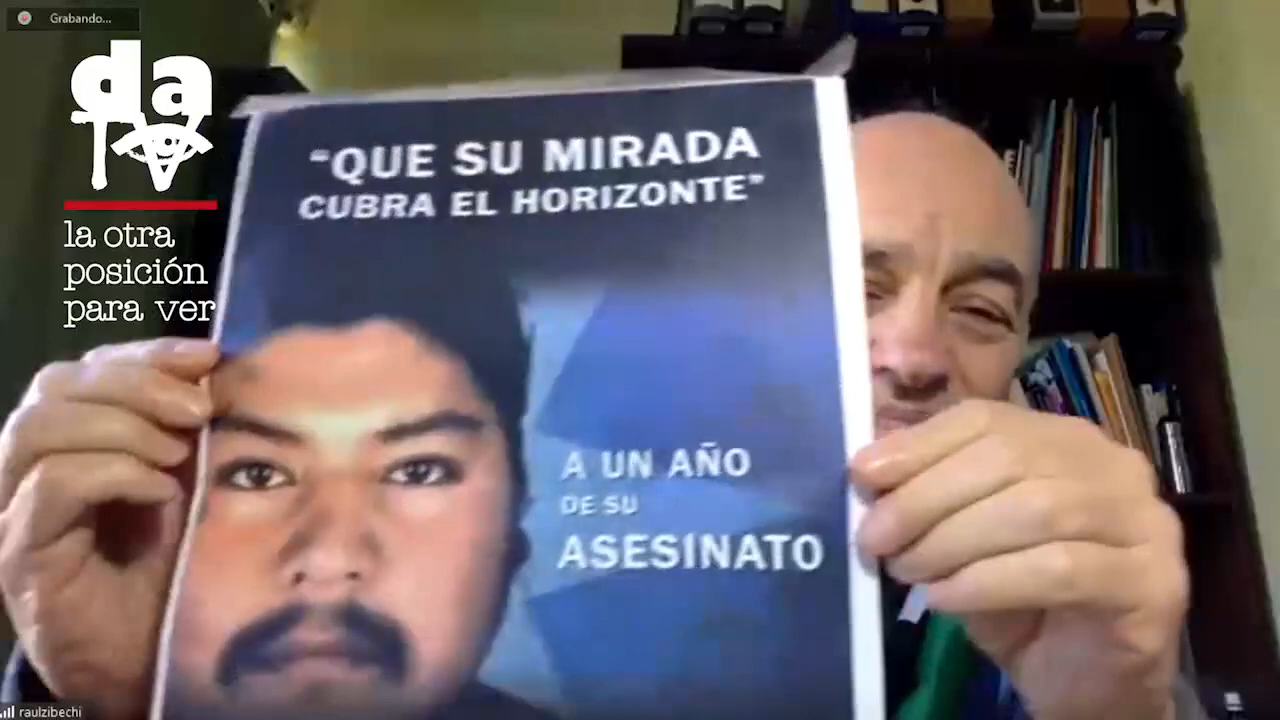 Grabando...
da
TV
la otra
posición
para ver
"QUE SU MIRADA
CUBRA EL HORIZONTE"
A UN AÑO
DE SU
ASESINATO
raulzibechi